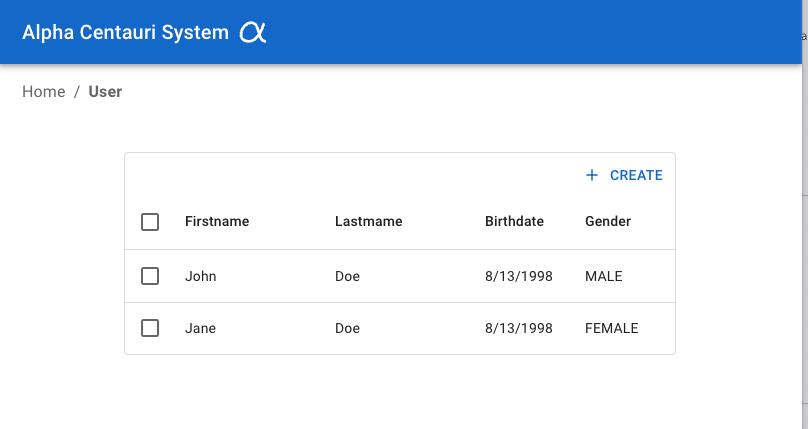 Alpha Centauri System α
Home / User
+ CREATE
Firstname Lastmame Birthdate Gender
John Doe 8/13/1998 MALE
Jane Doe 8/13/1998 FEMALE